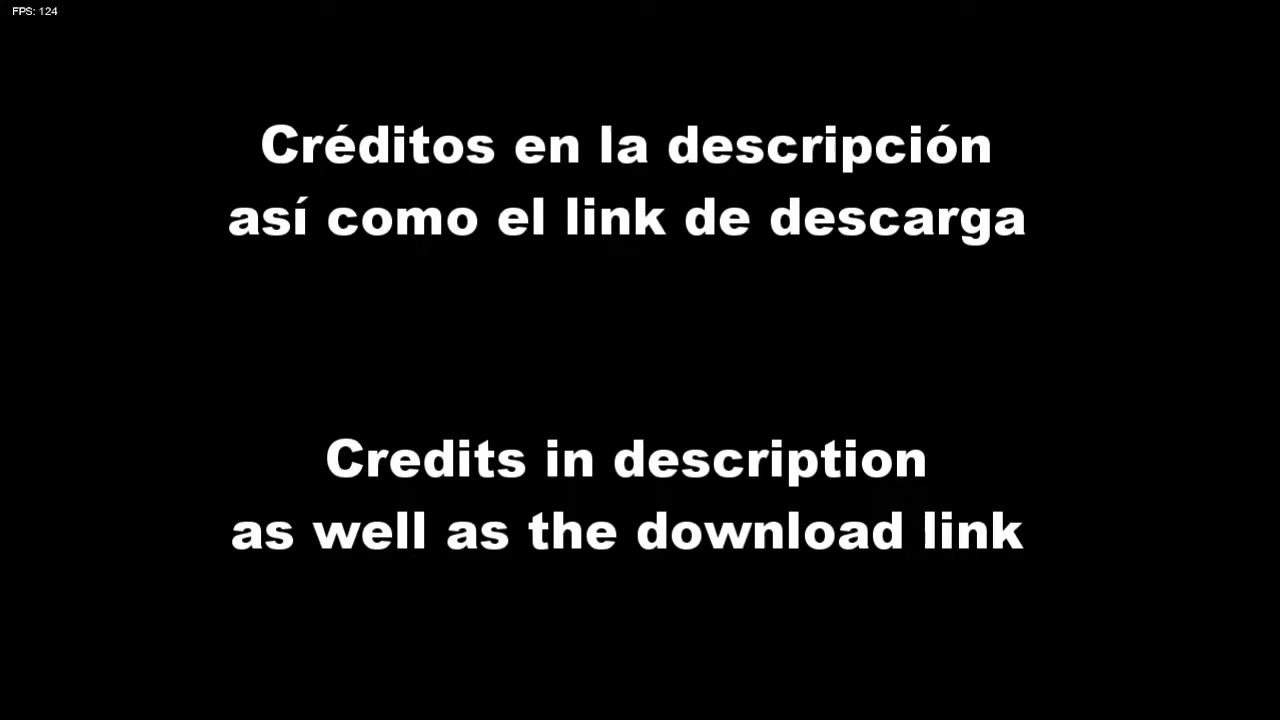 FPS: 124
Créditos en la descripción
así como el link de descarga
Credits in description
as well as the download link